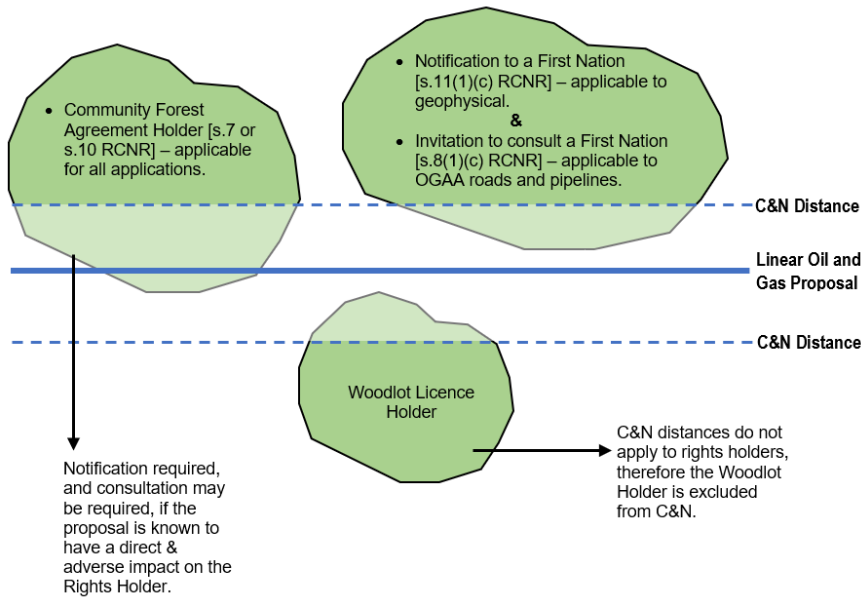 • Community Forest
Agreement Holder [s.7 or
s.10 RCNR] – applicable
for all applications.
• Notification to a First Nation
[s.11(1)(c) RCNR] – applicable to
geophysical.
&
• Invitation to consult a First Nation
[s.8(1)(c) RCNR] – applicable to
OGAA roads and pipelines.
C&N Distance
Linear Oil and
Gas Proposal
C&N Distance
Woodlot Licence
Holder
C&N distances do not
apply to rights holders,
therefore the Woodlot
Holder is excluded
from C&N.
Notification required,
and consultation may
be required, if the
proposal is known to
have a direct &
adverse impact on the
Rights Holder.